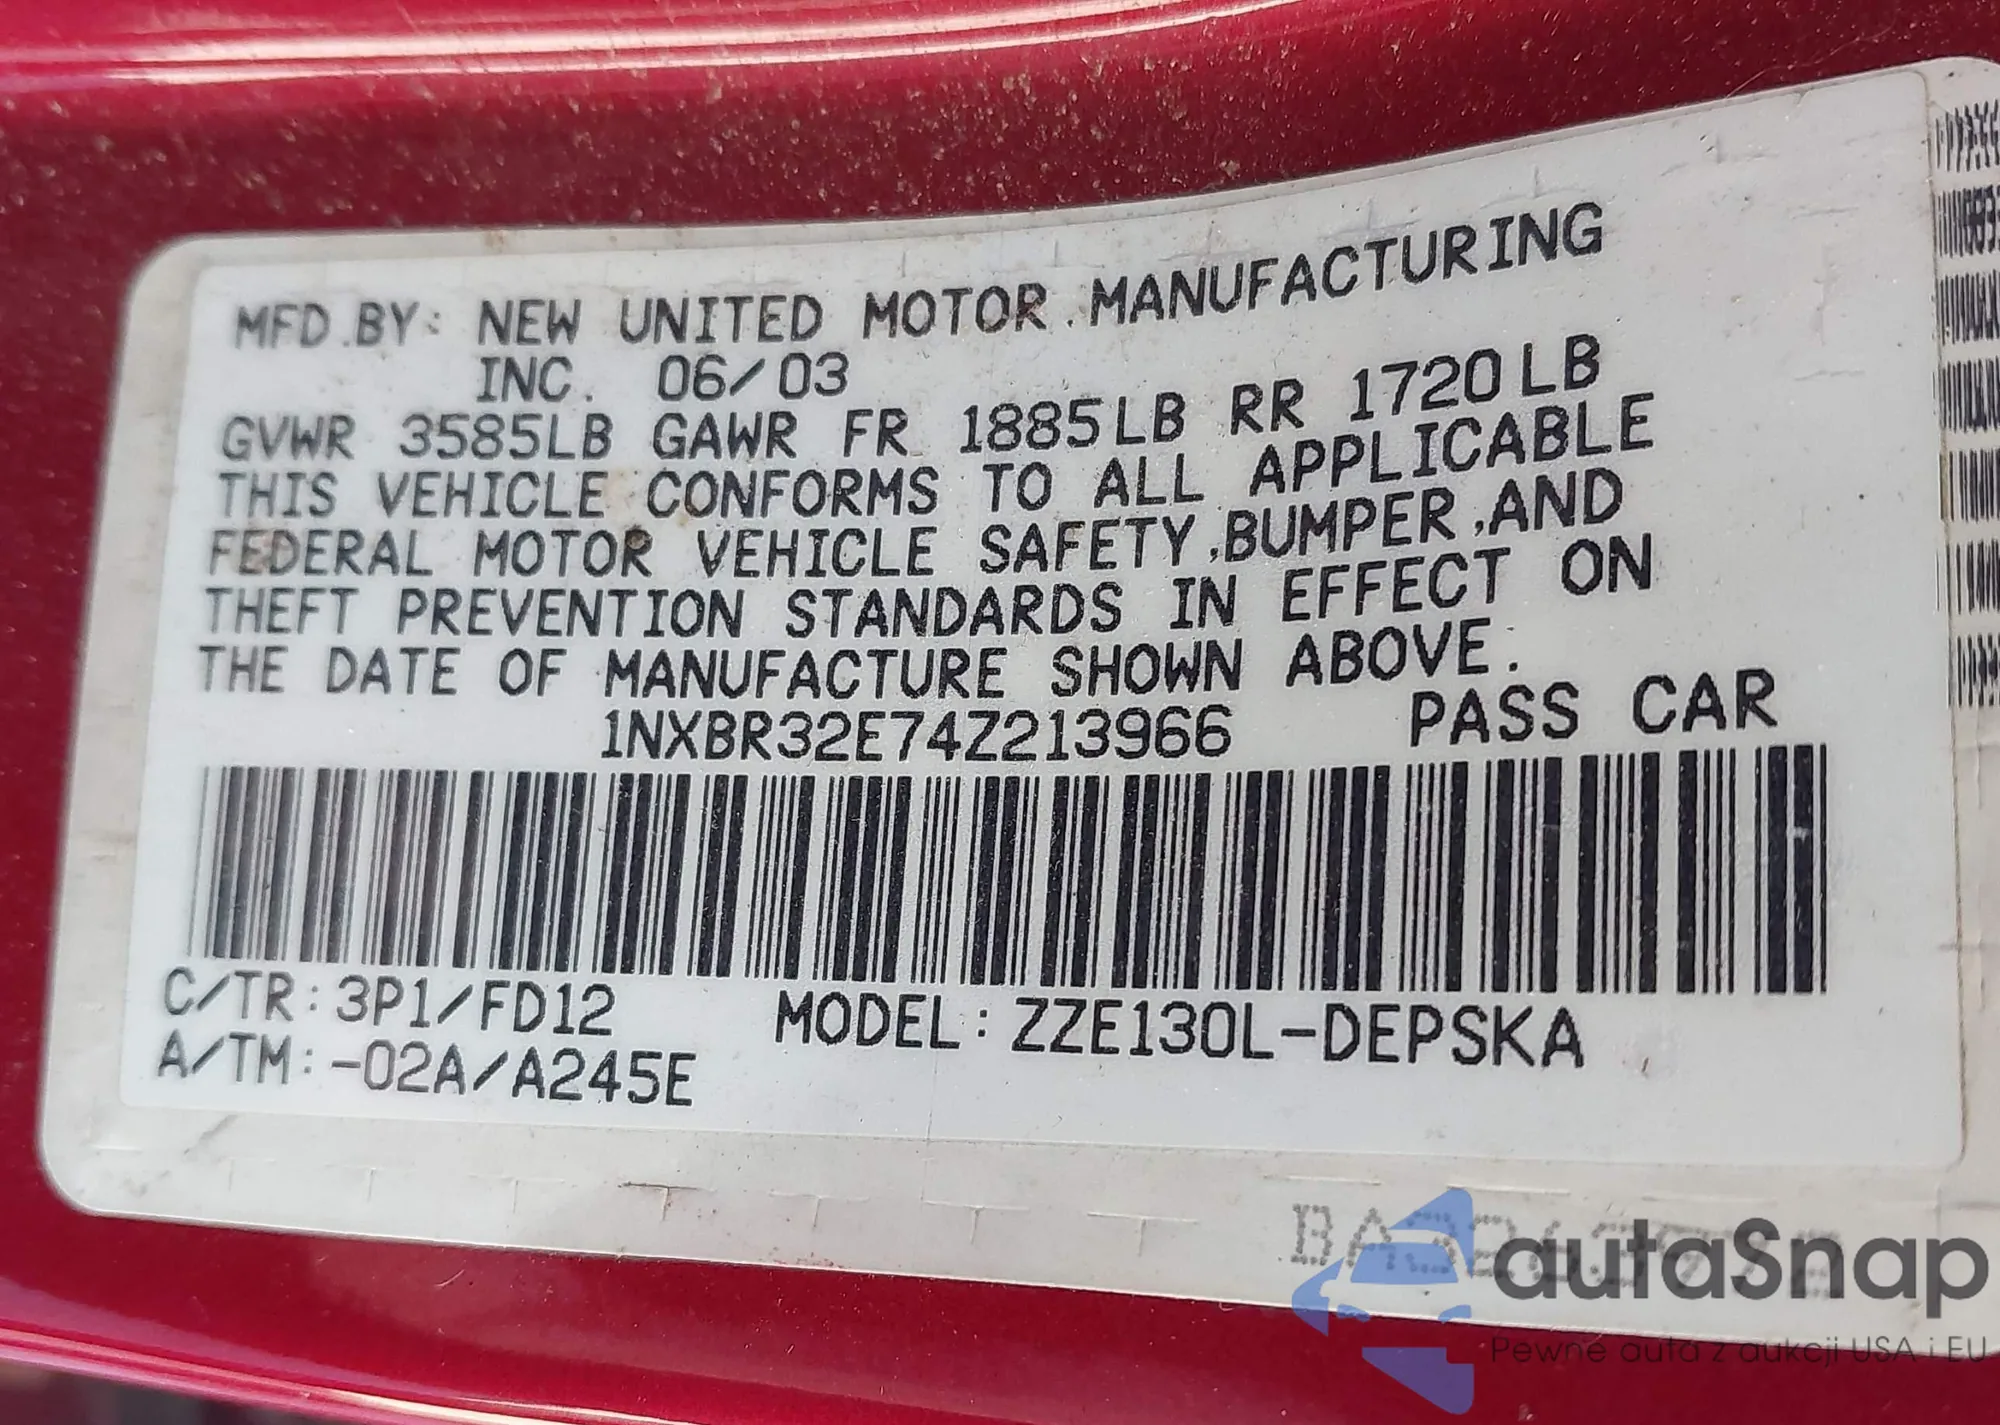 MFD.BY: NEW UNITED MOTOR MANUFACTURING
INC. 06/03
GVWR 3585LB GAWR FR 1885LB RR 1720LB
THIS VEHICLE CONFORMS TO ALL APPLICABLE
FEDERAL MOTOR VEHICLE SAFETY,BUMPER,AND
THEFT PREVENTION STANDARDS IN EFFECT ON
THE DATE OF MANUFACTURE SHOWN ABOVE.
1NXBR32E74Z213966 PASS CAR
C/TR: 3P1/FD12 MODEL: ZZE130L-DEPSKA
A/TM: -02A/A245E
autaSnap
Pewne auta z aukcji USA i EU